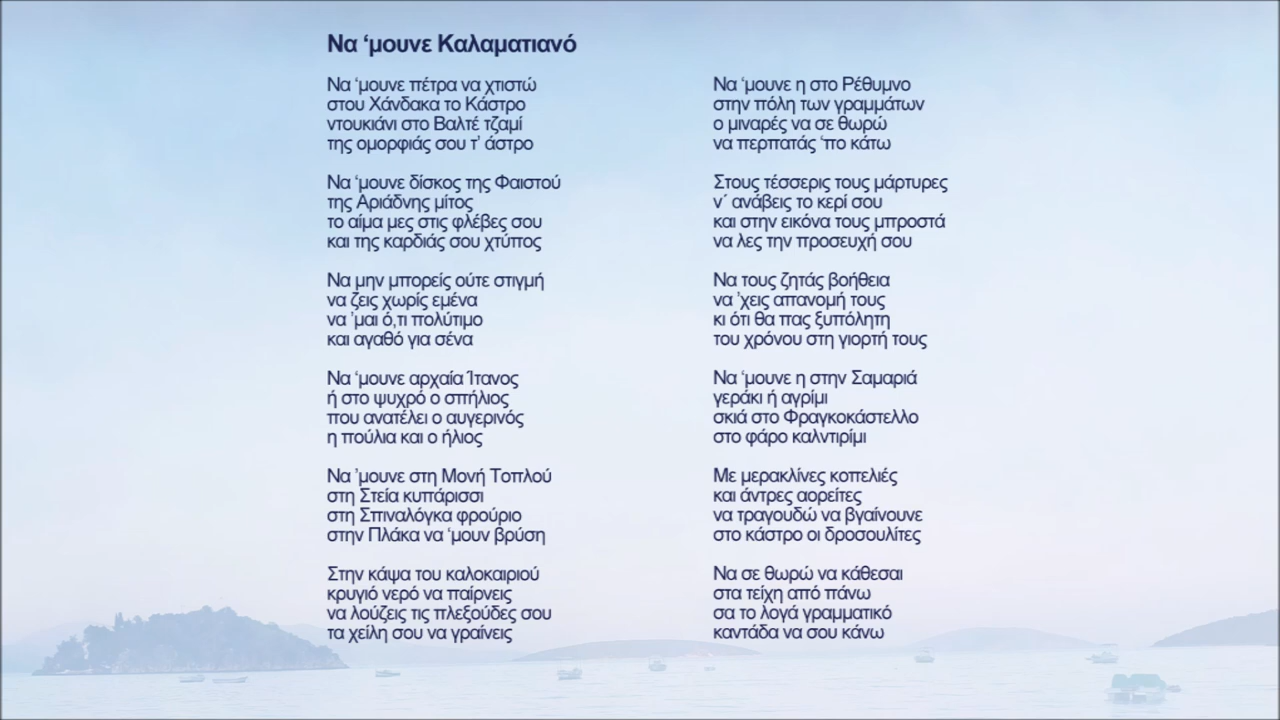 Να ‘μουνε Καλαματιανό
Να ‘μουνε πέτρα να χτιστώ
στου Χάνδακα το Κάστρο
ντουκιάνι στο Βαλτέ τζαμί
της ομορφιάς σου τ’ άστρο
Να ‘μουνε δίσκος της Φαιστού
της Αριάδνης μίτος
το αίμα μες στις φλέβες σου
και της καρδιάς σου χτύπος
Να μην μπορείς ούτε στιγμή
να ζεις χωρίς εμένα
να ’μαι ό,τι πολύτιμο
και αγαθό για σένα
Να ‘μουνε αρχαία Ίτανος
ή στο ψυχρό ο σπήλιος
που ανατέλει ο αυγερινός
η πούλια και ο ήλιος
Να ’μουνε στη Μονή Τοπλού
στη Στεία κυπάρισσι
στη Σπιναλόγκα φρούριο
στην Πλάκα να ‘μουν βρύση
Στην κάψα του καλοκαιριού
κρυγιό νερό να παίρνεις
να λούζεις τις πλεξούδες σου
τα χείλη σου να γραίνεις
Να ‘μουνε η στο Ρέθυμνο
στην πόλη των γραμμάτων
ο μιναρές να σε θωρώ
να περπατάς ‘πο κάτω
Στους τέσσερις τους μάρτυρες
ν΄ ανάβεις το κερί σου
και στην εικόνα τους μπροστά
να λες την προσευχή σου
Να τους ζητάς βοήθεια
να ’χεις απανομή τους
κι ότι θα πας ξυπόλητη
του χρόνου στη γιορτή τους
Να ‘μουνε η στην Σαμαριά
γεράκι ή αγρίμι
σκιά στο Φραγκοκάστελλο
στο φάρο καλντιρίμι
Με μερακλίνες κοπελιές
και άντρες αορείτες
να τραγουδώ να βγαίνουνε
στο κάστρο οι δροσουλίτες
Να σε θωρώ να κάθεσαι
στα τείχη από πάνω
σα το λογά γραμματικό
καντάδα να σου κάνω